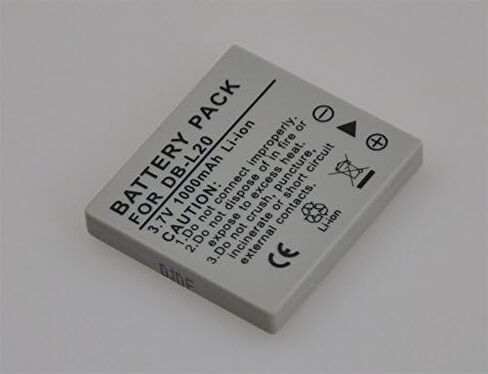 BATTERY PACK
FOR DB-L20
3.7V 1000mAh Li-ion
CAUTION:
1.Do not connect improperly.
2.Do not dispose of in fire or
expose to excess heat.
3.Do not crush, puncture,
incinerate or short circuit
external contacts.
Li-ion
CE